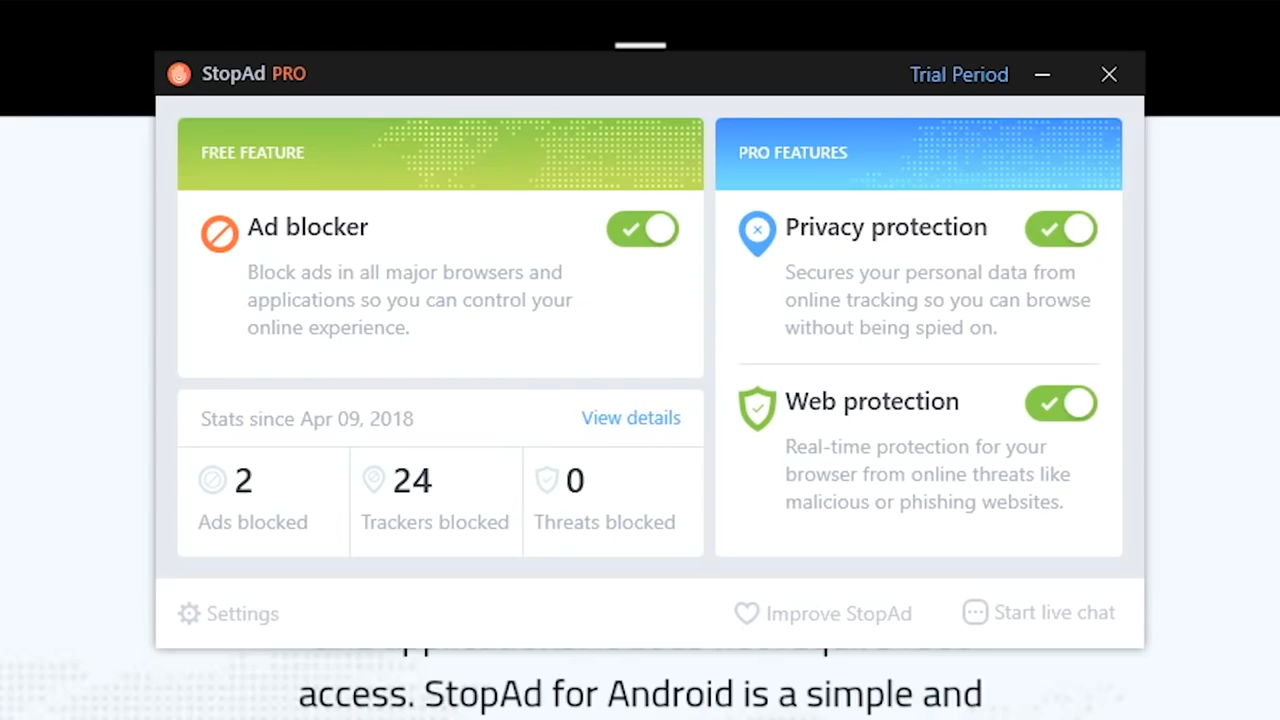 StopAd PRO
Trial Period
FREE FEATURE
Ad blocker
Block ads in all major browsers and
applications so you can control your
online experience.
Stats since Apr 09, 2018
View details
2
Ads blocked
24
Trackers blocked
0
Threats blocked
PRO FEATURES
Privacy protection
Secures your personal data from
online tracking so you can browse
without being spied on.
Web protection
Real-time protection for your
browser from online threats like
malicious or phishing websites.
Settings
Improve StopAd
Start live chat
access. StopAd for Android is a simple and